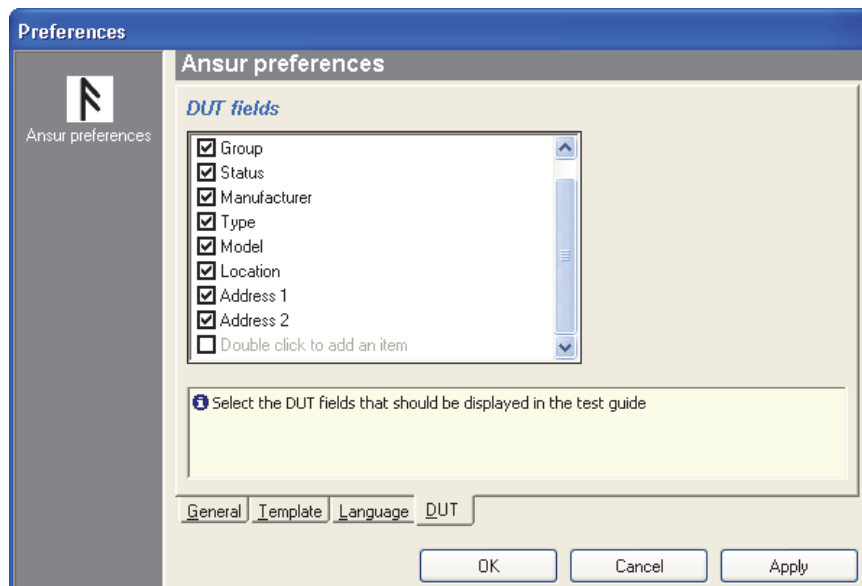 Preferences
Ansur preferences
Ansur preferences
DUT fields
Group
Status
Manufacturer
Type
Model
Location
Address 1
Address 2
Double click to add an item
Select the DUT fields that should be displayed in the test guide
General Template Language DUT
OK Cancel Apply